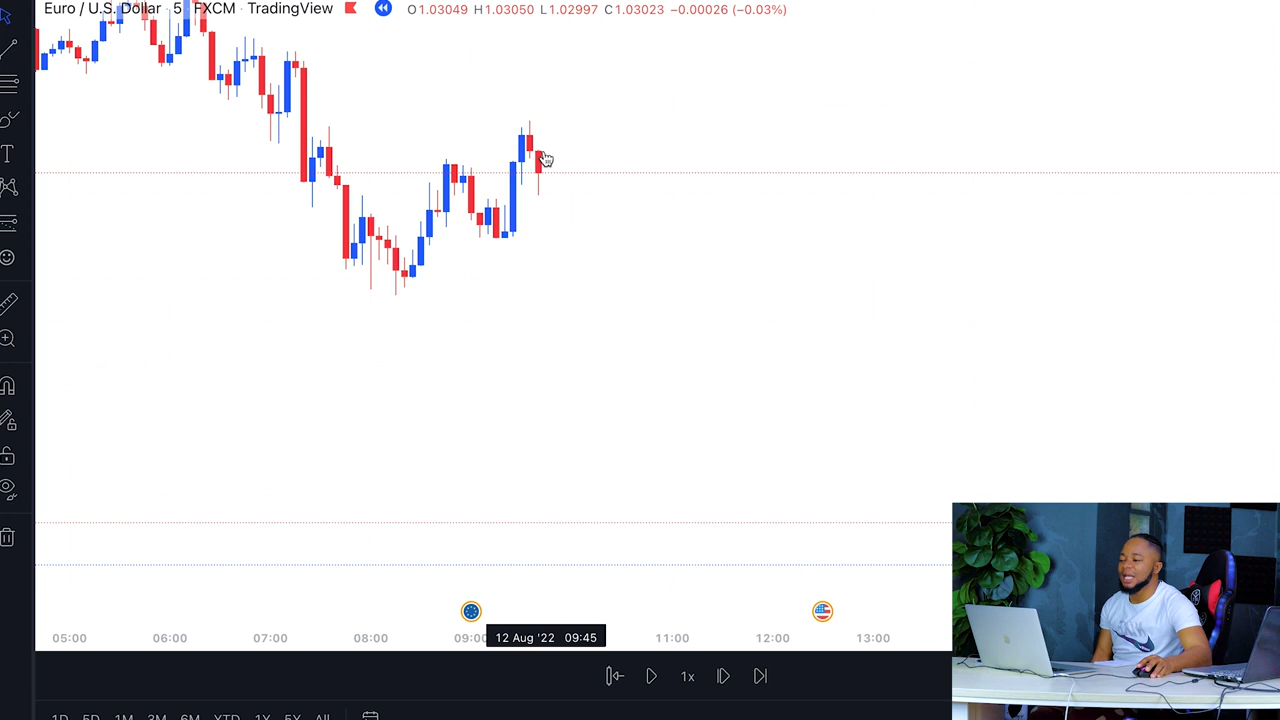 Euro / U.S. Dollar · 5 · FXCM · TradingView O1.03049 H1.03050 L1.02997 C1.03023 −0.00026 (−0.03%)
05:00 06:00 07:00 08:00 09:00 12 Aug '22 09:45 11:00 12:00 13:00
1x
1D 5D 1M 3M 6M YTD 1Y 5Y All